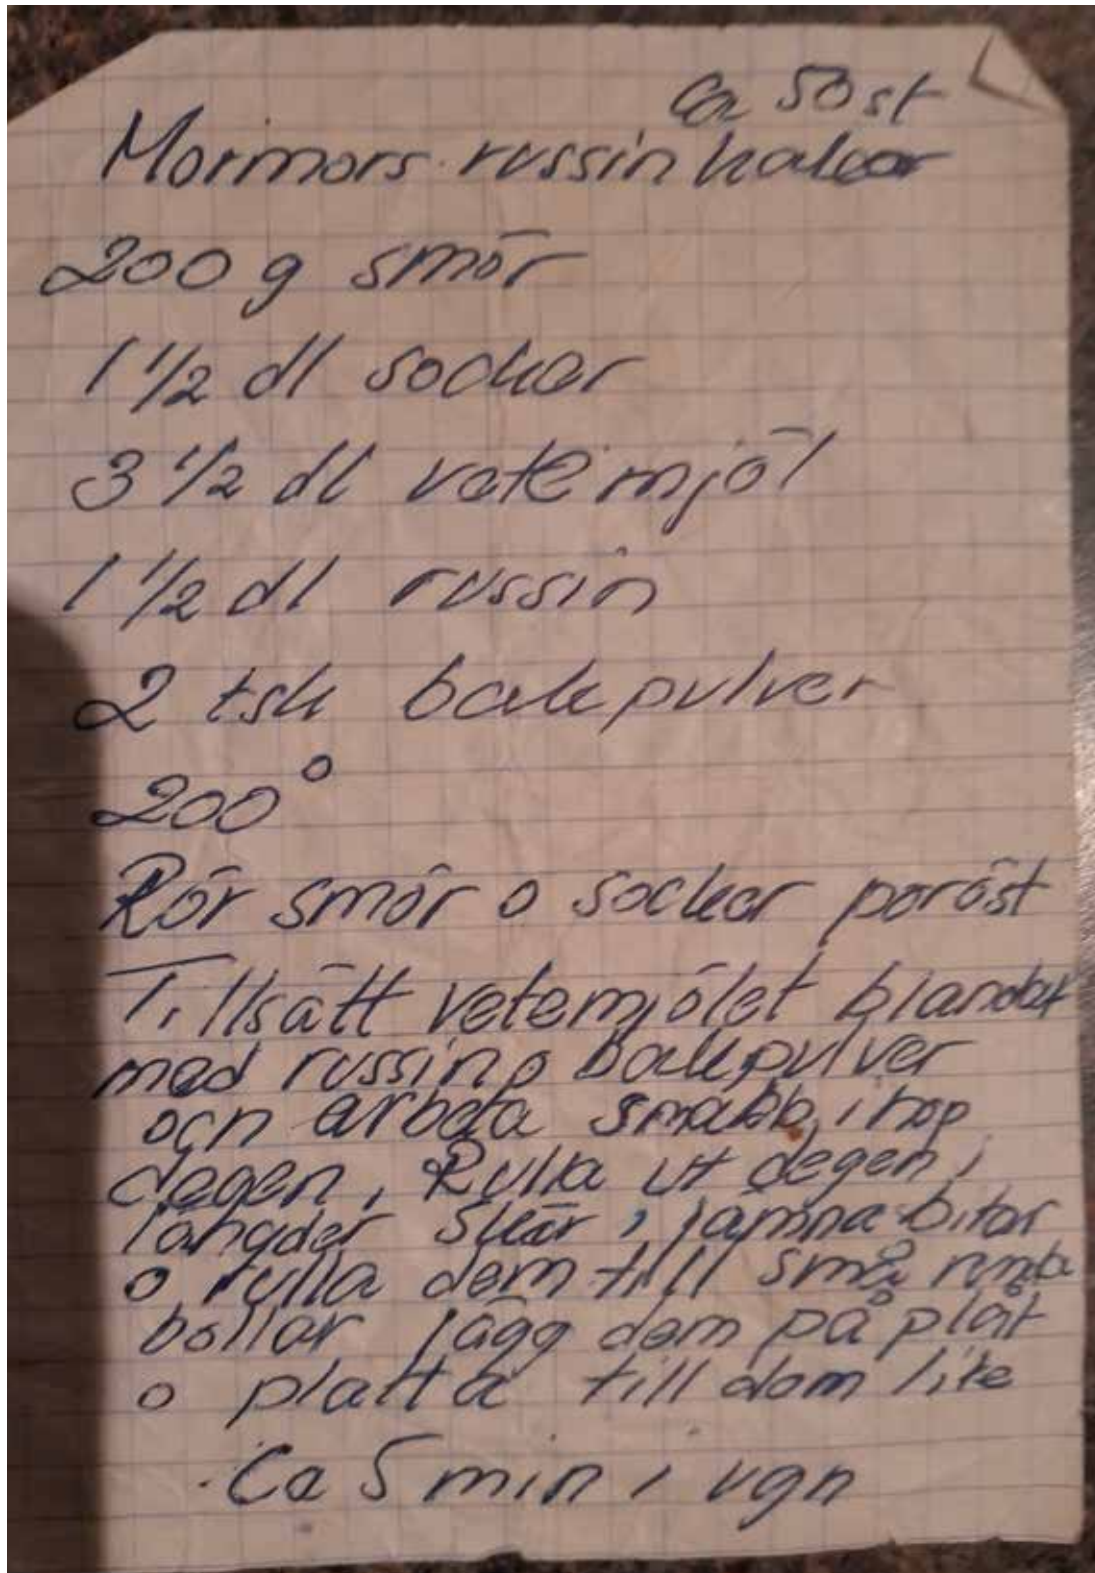 Ca 50 st
Mormors russinkakor
200 g smör
1 1/2 dl socker
3 1/2 dl vetemjöl
1 1/2 dl russin
2 tsk bakpulver
200°
Rör smör o socker poröst
Tillsätt vetemjölet blandat
med russin o bakpulver
och arbeta snabbt ihop
degen, Rulla ut degen i
längder skär i jämna bitar
o rulla dem till små runda
bollar lägg dem på plåt
o platta till dom lite
Ca 5 min i ugn